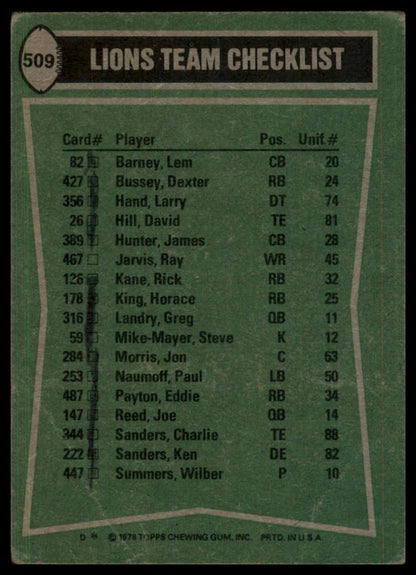 509 LIONS TEAM CHECKLIST
Card# Player Pos. Unif. #
82 Barney, Lem CB 20
427 Bussey, Dexter RB 24
356 Hand, Larry DT 74
26 Hill, David TE 81
389 Hunter, James CB 28
467 Jarvis, Ray WR 45
126 Kane, Rick RB 32
178 King, Horace RB 25
316 Landry, Greg QB 11
59 Mike-Mayer, Steve K 12
284 Morris, Jon C 63
253 Naumoff, Paul LB 50
487 Payton, Eddie RB 34
147 Reed, Joe QB 14
344 Sanders, Charlie TE 88
222 Sanders, Ken DE 82
447 Summers, Wilber P 10
D * © 1978 TOPPS CHEWING GUM, INC. PRTD. IN U.S.A.